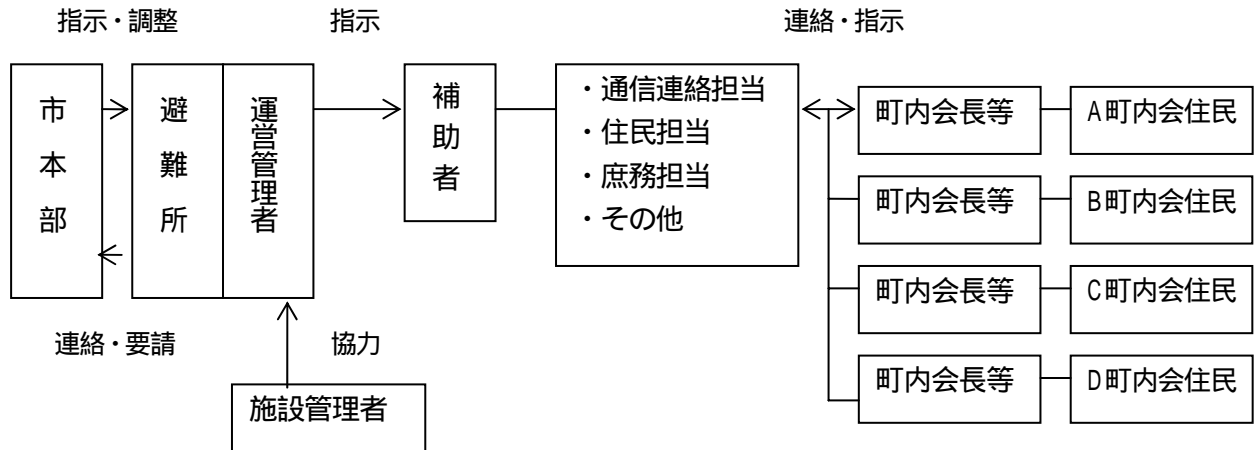 指示・調整
指示
連絡・指示
市本部
避難所
運営管理者
補助者
・通信連絡担当
・住民担当
・庶務担当
・その他
町内会長等
A町内会住民
町内会長等
B町内会住民
町内会長等
C町内会住民
町内会長等
D町内会住民
連絡・要請
協力
施設管理者